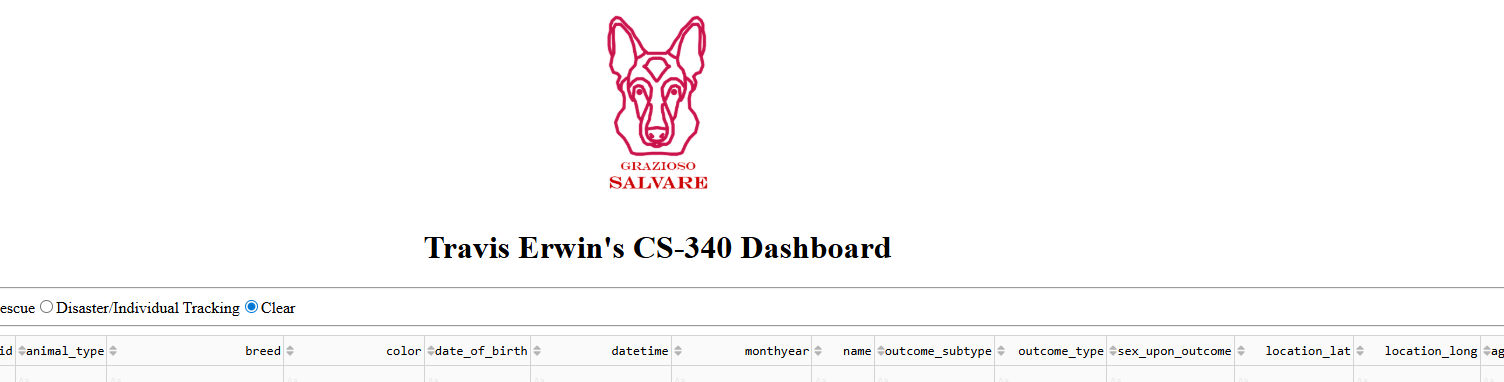 GRAZIOSO
SALVARE
Travis Erwin's CS-340 Dashboard
escue Disaster/Individual Tracking Clear
id animal_type breed color date_of_birth datetime monthyear name outcome_subtype outcome_type sex_upon_outcome location_lat location_long ag